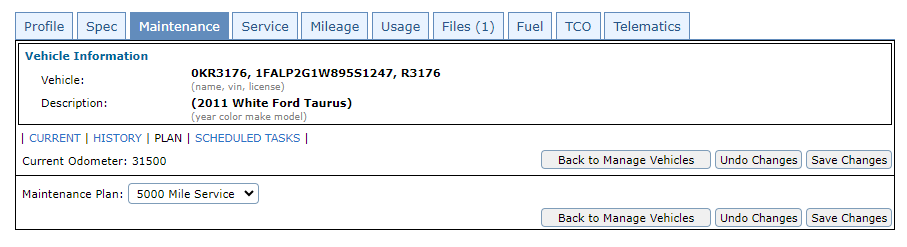 Profile Spec Maintenance Service Mileage Usage Files (1) Fuel TCO Telematics
Vehicle Information
Vehicle: 0KR3176, 1FALP2G1W895S1247, R3176
(name, vin, license)
Description: (2011 White Ford Taurus)
(year color make model)
| CURRENT | HISTORY | PLAN | SCHEDULED TASKS |
Current Odometer: 31500 Back to Manage Vehicles Undo Changes Save Changes
Maintenance Plan: 5000 Mile Service
Back to Manage Vehicles Undo Changes Save Changes